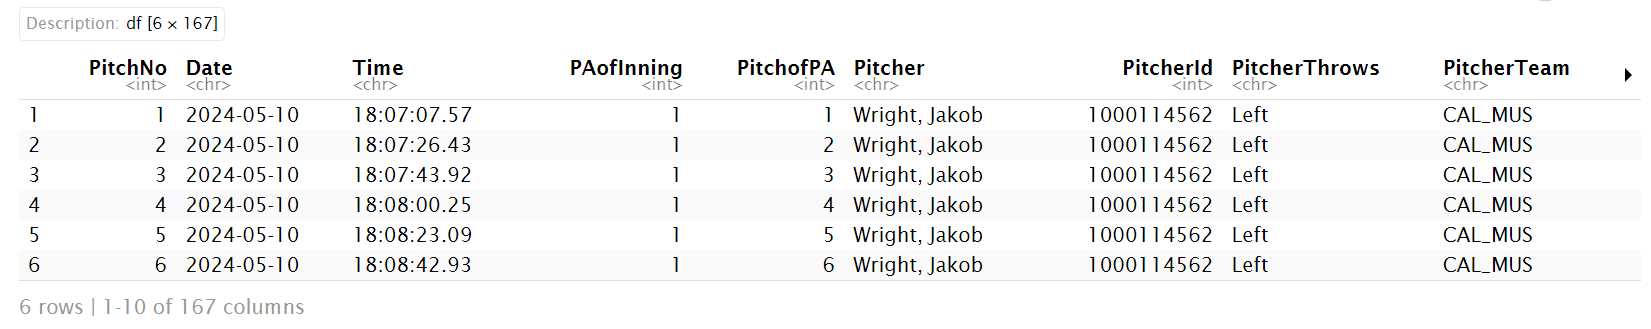 Description: df [6 × 167]
PitchNo Date Time PAofInning PitchofPA Pitcher PitcherId PitcherThrows PitcherTeam
<int> <chr> <chr> <int> <int> <chr> <int> <chr> <chr>
1 1 2024-05-10 18:07:07.57 1 1 Wright, Jakob 1000114562 Left CAL_MUS
2 2 2024-05-10 18:07:26.43 1 2 Wright, Jakob 1000114562 Left CAL_MUS
3 3 2024-05-10 18:07:43.92 1 3 Wright, Jakob 1000114562 Left CAL_MUS
4 4 2024-05-10 18:08:00.25 1 4 Wright, Jakob 1000114562 Left CAL_MUS
5 5 2024-05-10 18:08:23.09 1 5 Wright, Jakob 1000114562 Left CAL_MUS
6 6 2024-05-10 18:08:42.93 1 6 Wright, Jakob 1000114562 Left CAL_MUS
6 rows | 1-10 of 167 columns